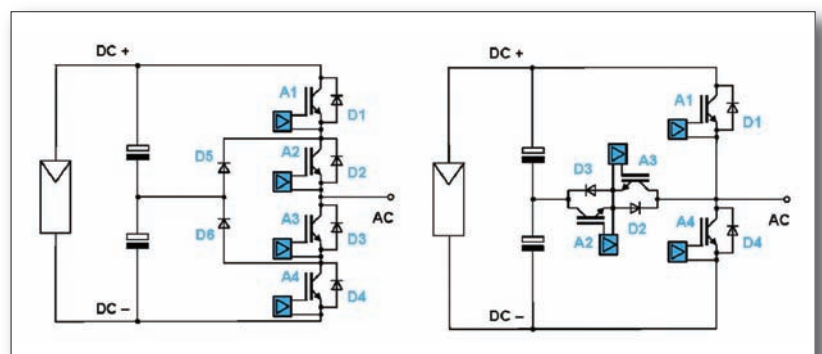 DC +
A1
D1
A2
D5
D2
AC
A3
D6
D3
A4
D4
DC –
DC +
A1
D1
D3
A3
AC
A2
D2
A4
D4
DC –